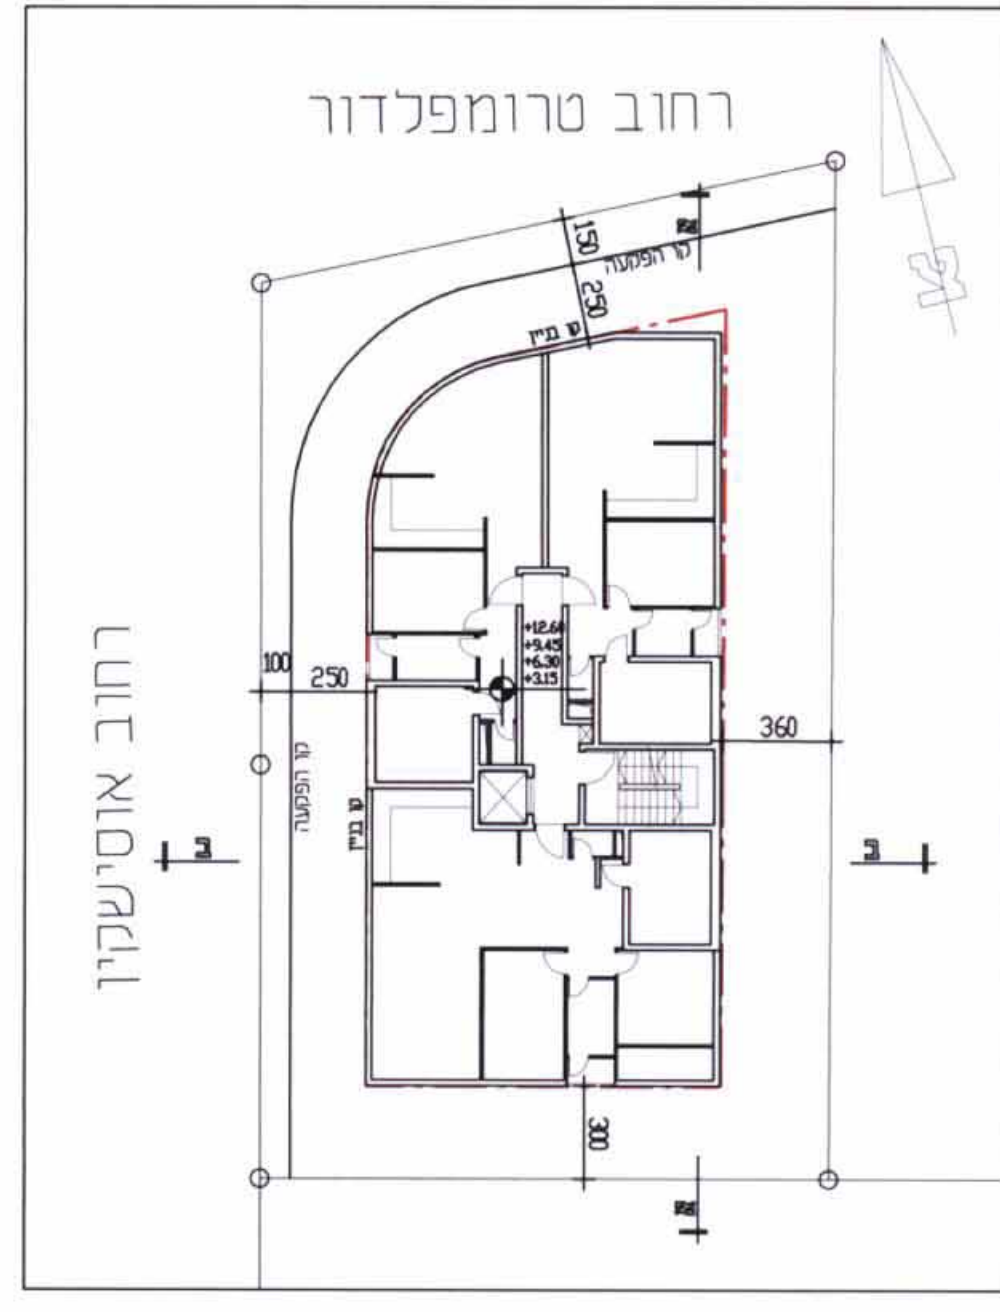 רחוב טרומפלדור
צ
א
150
קו הפקעה
250
קו בניין
+12.60
+9.45
+6.30
+3.15
100
250
360
רחוב אוסישקין
קו הפקעה
קו בניין
ב
ב
300
א